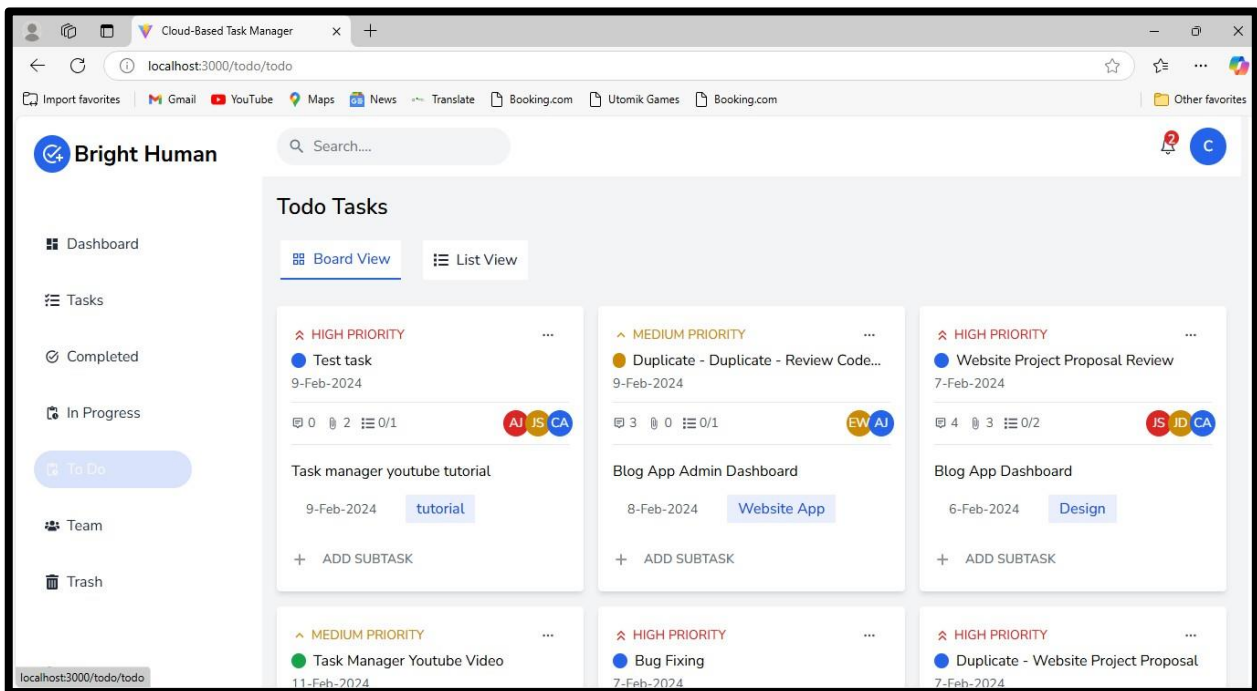 Cloud-Based Task Manager
localhost:3000/todo/todo
Import favorites Gmail YouTube Maps News Translate Booking.com Utomik Games Booking.com Other favorites
Bright Human
Search....
2
C
Dashboard
Tasks
Completed
In Progress
To Do
Team
Trash
Todo Tasks
Board View List View
HIGH PRIORITY ...
Test task
9-Feb-2024
0 2 0/1 AJ JS CA
Task manager youtube tutorial
9-Feb-2024 tutorial
+ ADD SUBTASK
MEDIUM PRIORITY ...
Duplicate - Duplicate - Review Code...
9-Feb-2024
3 0 0/1 EW AJ
Blog App Admin Dashboard
8-Feb-2024 Website App
+ ADD SUBTASK
HIGH PRIORITY ...
Website Project Proposal Review
7-Feb-2024
4 3 0/2 JS JD CA
Blog App Dashboard
6-Feb-2024 Design
+ ADD SUBTASK
MEDIUM PRIORITY ...
Task Manager Youtube Video
11-Feb-2024
HIGH PRIORITY ...
Bug Fixing
7-Feb-2024
HIGH PRIORITY ...
Duplicate - Website Project Proposal
7-Feb-2024
localhost:3000/todo/todo